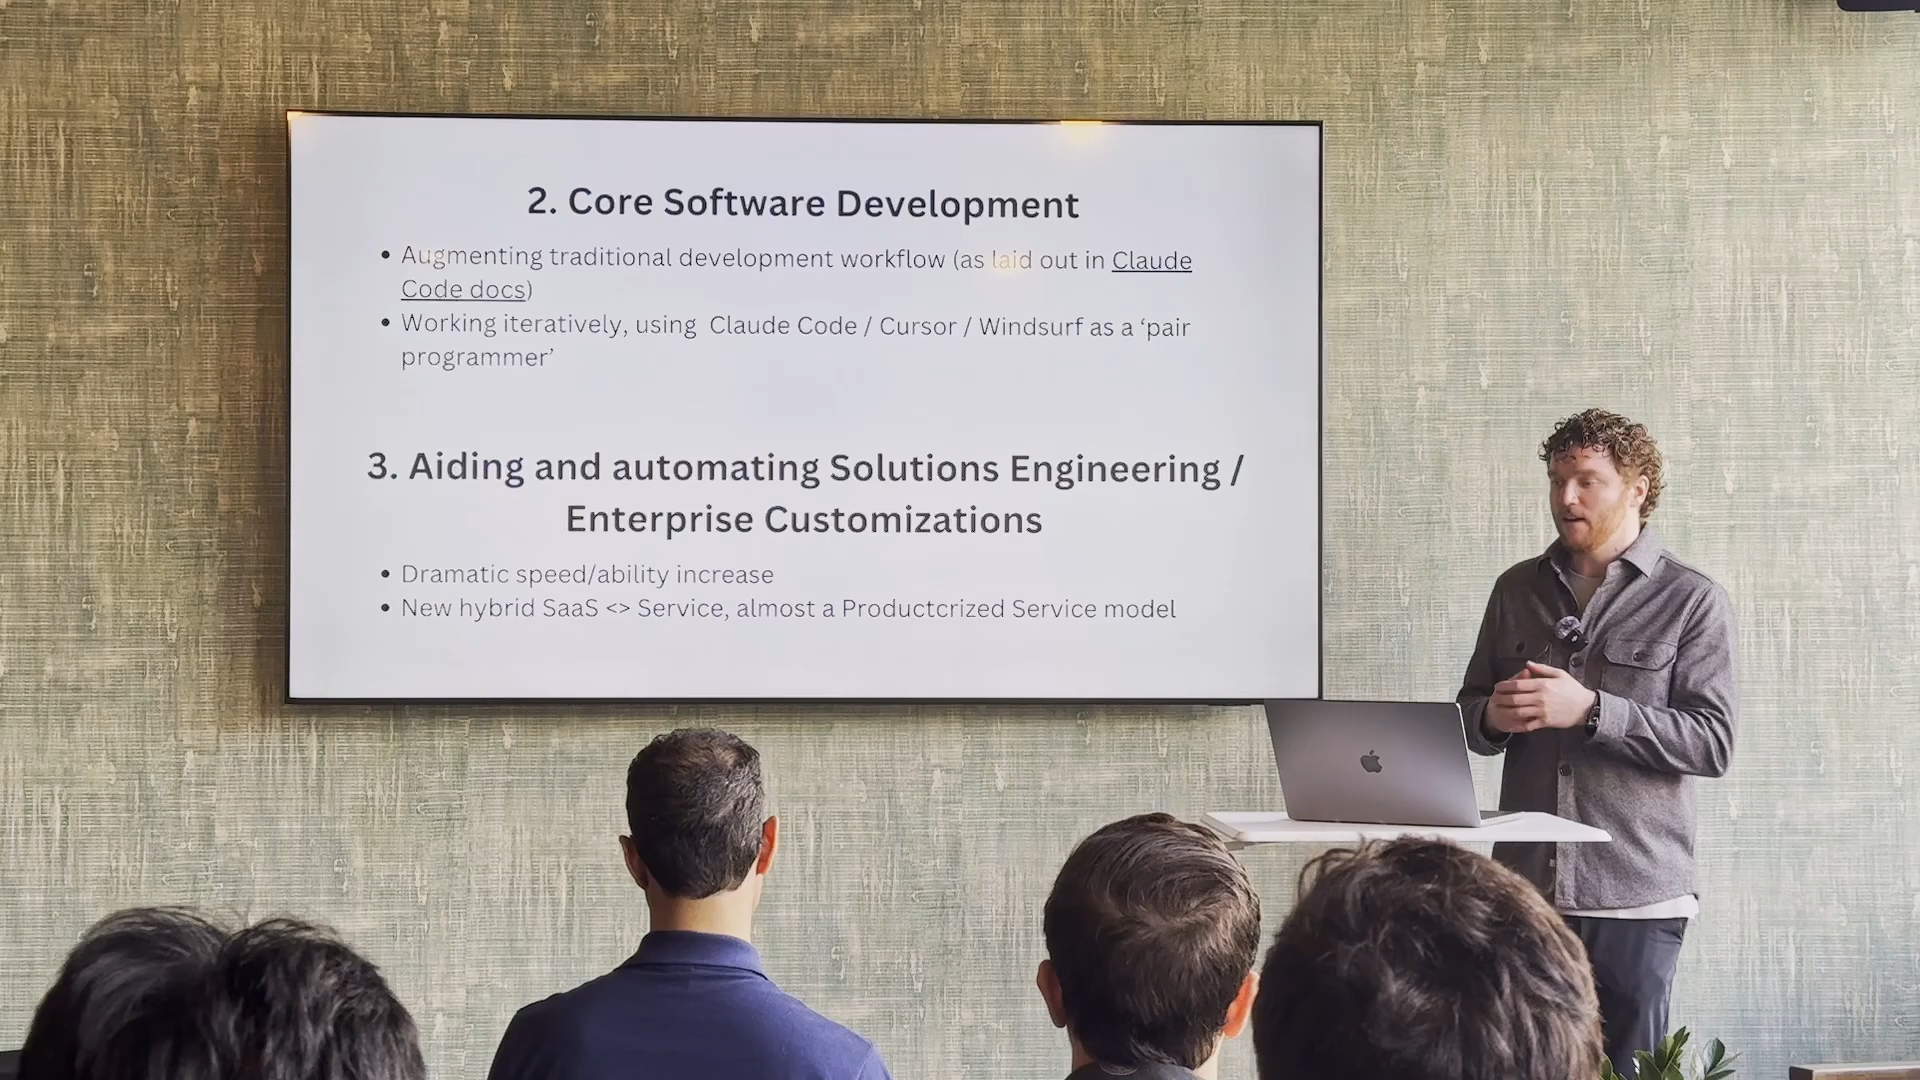 2. Core Software Development
• Augmenting traditional development workflow (as laid out in Claude
Code docs)
• Working iteratively, using Claude Code / Cursor / Windsurf as a ‘pair
programmer’
3. Aiding and automating Solutions Engineering /
Enterprise Customizations
• Dramatic speed/ability increase
• New hybrid SaaS <> Service, almost a Productcrized Service model